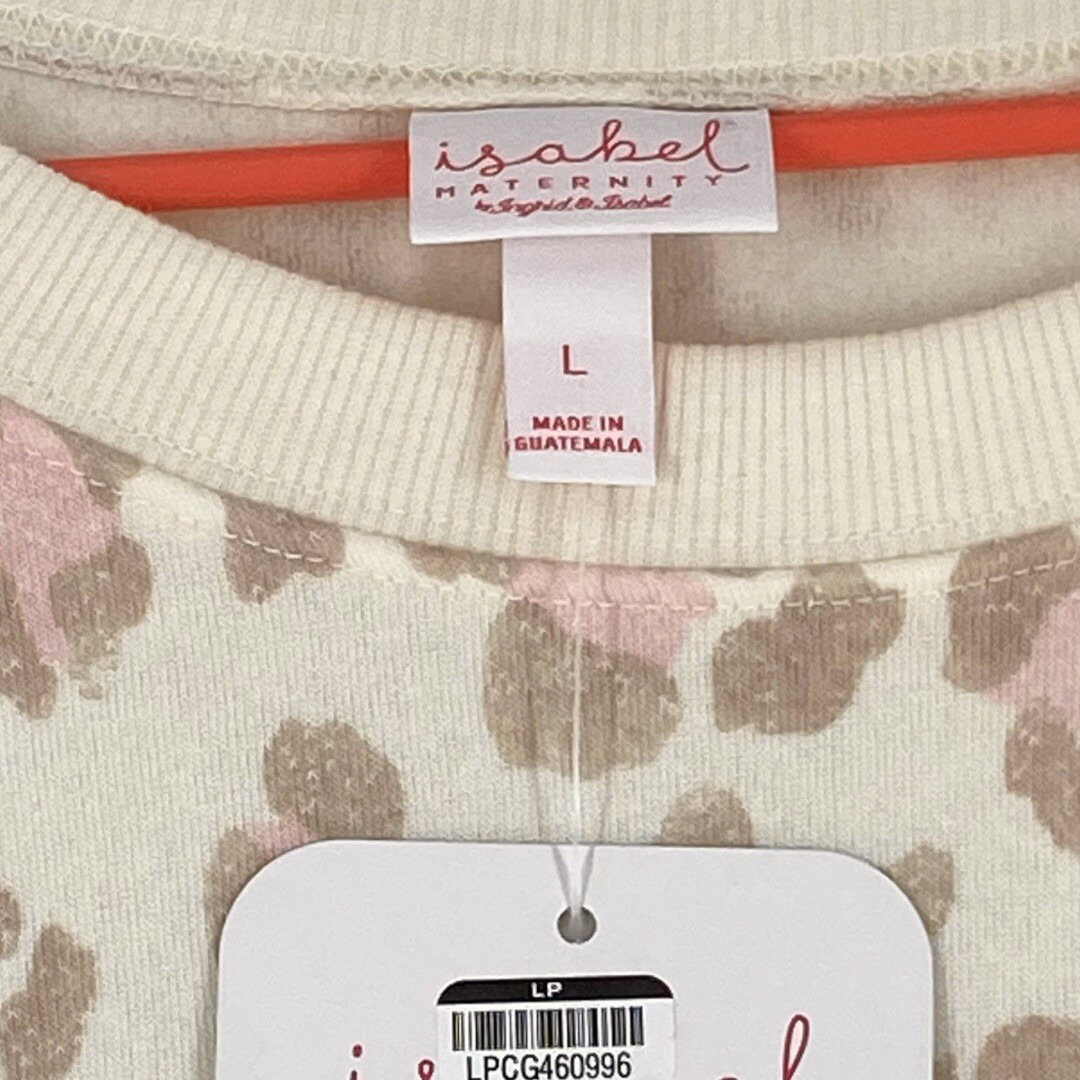 isabel
MATERNITY
by Ingrid & Isabel
L
MADE IN
GUATEMALA
LP
LPCG460996